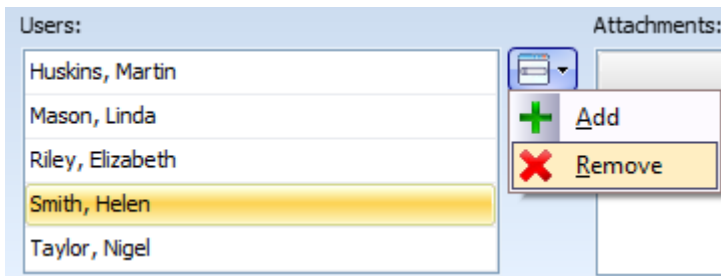 Users:
Attachments:
Huskins, Martin
Mason, Linda
Riley, Elizabeth
Smith, Helen
Taylor, Nigel
Add
Remove